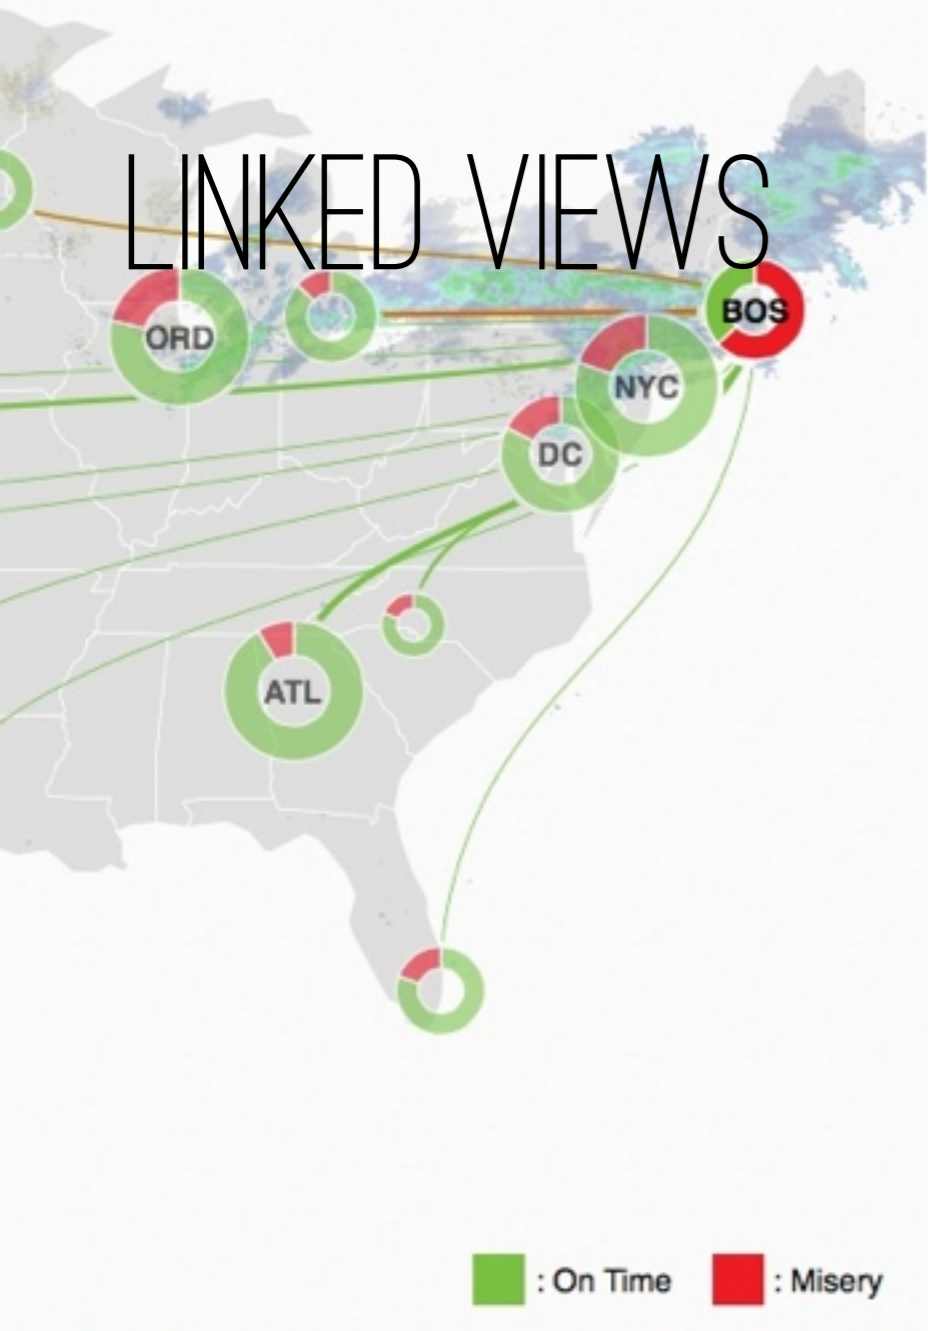 LINKED VIEWS
BOS
ORD
NYC
DC
ATL
: On Time
: Misery